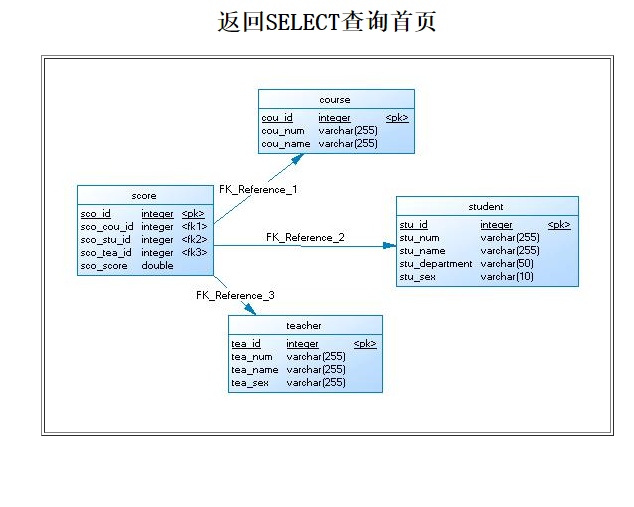 返回SELECT查询首页
course
cou_id integer <pk>
cou_num varchar(255)
cou_name varchar(255)
FK_Reference_1
score
sco_id integer <pk>
sco_cou_id integer <fk1>
sco_stu_id integer <fk2>
sco_tea_id integer <fk3>
sco_score double
FK_Reference_2
student
stu_id integer <pk>
stu_num varchar(255)
stu_name varchar(255)
stu_department varchar(50)
stu_sex varchar(10)
FK_Reference_3
teacher
tea_id integer <pk>
tea_num varchar(255)
tea_name varchar(255)
tea_sex varchar(255)